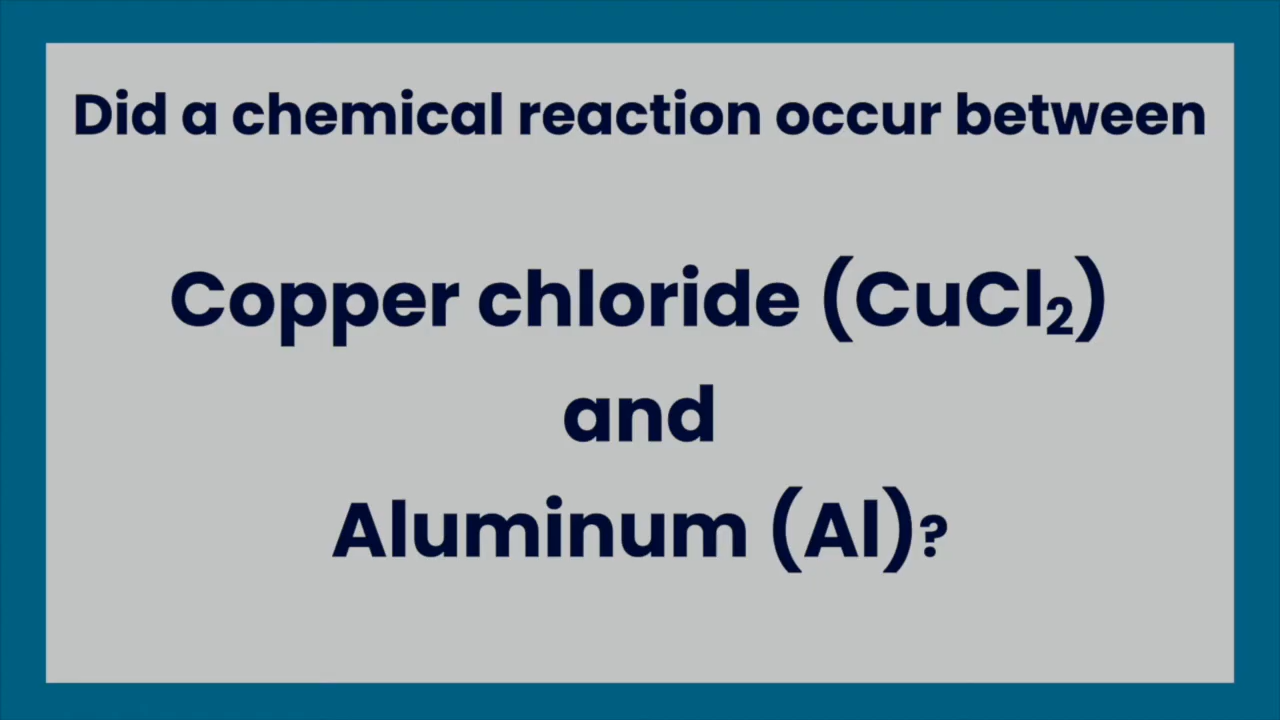 Did a chemical reaction occur between
Copper chloride (CuCl₂)
and
Aluminum (Al)?